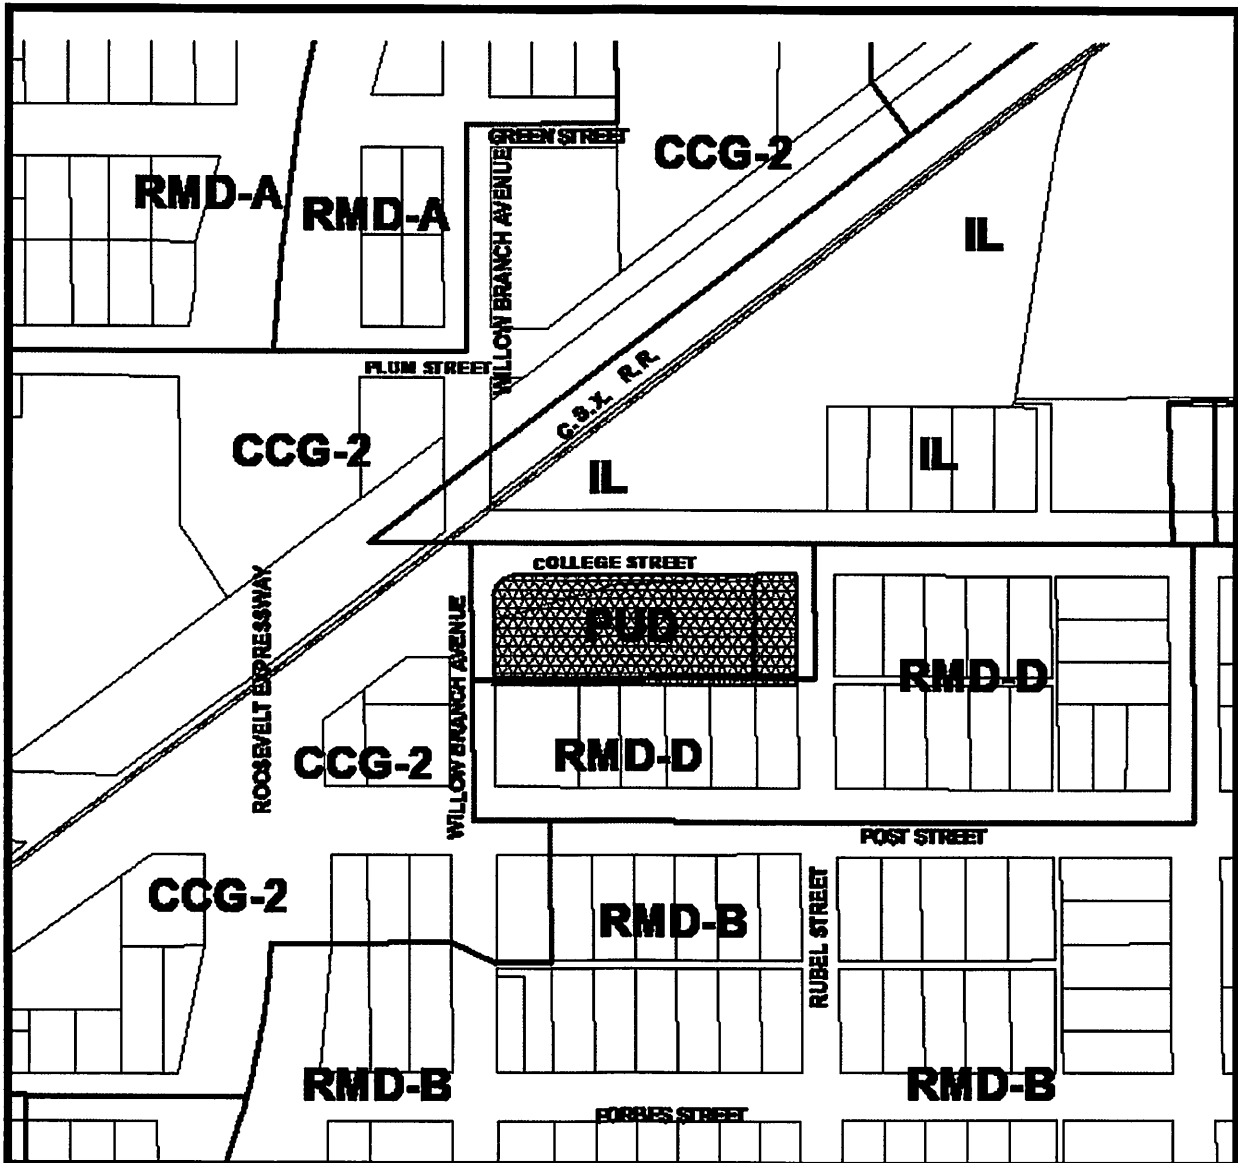 GREEN STREET
CCG-2
RMD-A
RMD-A
WILLOW BRANCH AVENUE
IL
PLUM STREET
C.S.X. R.R.
CCG-2
IL
IL
COLLEGE STREET
PUD
ROOSEVELT EXPRESSWAY
WILLOW BRANCH AVENUE
RMD-D
CCG-2
RMD-D
POST STREET
CCG-2
RMD-B
RUBEL STREET
RMD-B
RMD-B
FORBES STREET